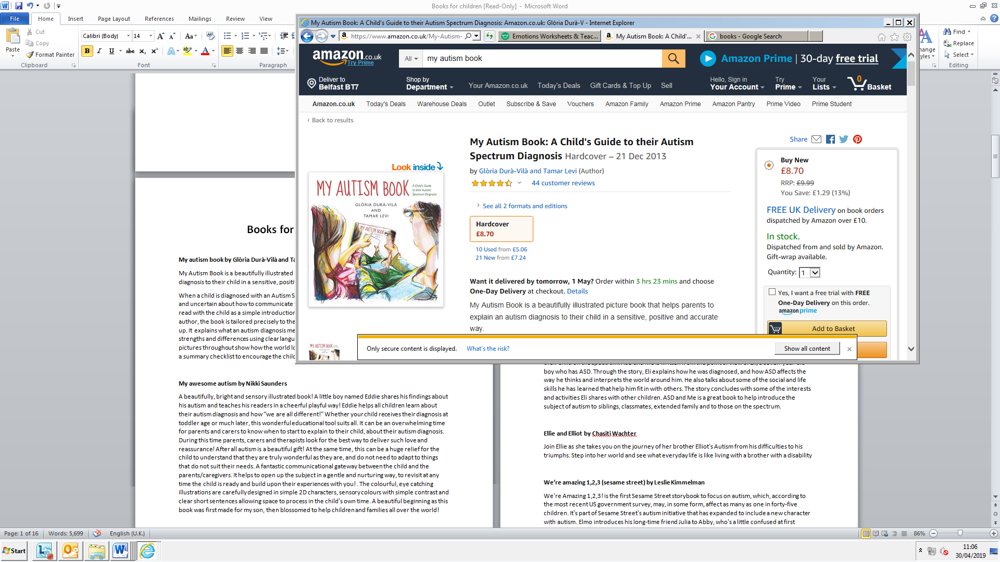 Books for children [Read-Only] - Microsoft Word
File Home Insert Page Layout References Mailings Review View
Cut
Copy
Format Painter
Paste
Clipboard
Calibri (Body) 14
Font
Paragraph
Find
Replace
Select
Editing
My Autism Book: A Child's Guide to their Autism Spectrum Diagnosis: Amazon.co.uk: Glòria Durà-V - Internet Explorer
https://www.amazon.co.uk/My-Autism-
Emotions Worksheets & Teac...
My Autism Book: A Child'...
books - Google Search
amazon.co.uk
Try Prime
All
my autism book
Amazon Prime | 30-day free trial
Deliver to
Belfast BT7
Shop by
Department
Your Amazon.co.uk Today's Deals Gift Cards & Top Up Sell
Hello, Sign in
Your Account
Try
Prime
Your
Lists
0
Basket
Amazon.co.uk Today's Deals Warehouse Deals Outlet Subscribe & Save Vouchers Amazon Family Amazon Prime Amazon Pantry Prime Video Prime Student
‹ Back to results
Look inside
MY AUTISM BOOK
A Child's Guide
to their Autistic
Spectrum Diagnosis
GLÒRIA DURÀ-VILÀ
AND
TAMAR LEVI
MY AUTISM BOOK
My Autism Book: A Child's Guide to their Autism
Spectrum Diagnosis Hardcover – 21 Dec 2013
by Glòria Durà-Vilà and Tamar Levi (Author)
44 customer reviews
See all 2 formats and editions
Hardcover
£8.70
10 Used from £5.06
21 New from £7.24
Want it delivered by tomorrow, 1 May? Order within 3 hrs 23 mins and choose
One-Day Delivery at checkout. Details
My Autism Book is a beautifully illustrated picture book that helps parents to
explain an autism diagnosis to their child in a sensitive, positive and accurate
way.
Share
Buy New
£8.70
RRP: £9.99
You Save: £1.29 (13%)
FREE UK Delivery on book orders
dispatched by Amazon over £10.
In stock.
Dispatched from and sold by Amazon.
Gift-wrap available.
Quantity: 1
Yes, I want a free trial with FREE
One-Day Delivery on this order.
amazon prime
Add to Basket
MY AUTISM BOOK
Only secure content is displayed. What's the risk? Show all content
Books for
My autism book by Glòria Durà-Vilà and Ta
My Autism Book is a beautifully illustrated
diagnosis to their child in a sensitive, positi
When a child is diagnosed with an Autism S
and uncertain about how to communicate
read with the child as a simple introduction
author, the book is tailored precisely to the
up. It explains what an autism diagnosis me
strengths and differences using clear langu
pictures throughout show how the world lo
a summary checklist to encourage the child
My awesome autism by Nikki Saunders
A beautifully, bright and sensory illustrated book! A little boy named Eddie shares his findings about
his autism and teaches his readers in a cheerful playful way! Eddie helps all children learn about
their autism diagnosis and how “we are all different!” Whether your child receives their diagnosis at
toddler age or much later, this wonderful educational tool suits all. It can be an overwhelming time
for parents and carers to know when to start to explain to their child, about their autism diagnosis.
During this time parents, carers and therapists look for the best way to deliver such love and
reassurance! After all autism is a beautiful gift! At the same time, this can be a huge relief for the
child to understand that they are truly wonderful as they are, and do not need to adapt to things
that do not suit their needs. A fantastic communicational gateway between the child and the
parents/caregivers. It helps to open up the subject in a gentle and nurturing way, to revisit at any
time the child is ready and build upon their experiences with you! . The colourful, eye catching
illustrations are carefully designed in simple 2D characters, sensory colours with simple contrast and
clear short sentences allowing space to process in the child's own time. A beautiful beginning as this
book was first made for my son, then blossomed to help children and families all over the world!
boy who has ASD. Through the story, Eli explains how he was diagnosed, and how ASD affects the
way he thinks and interprets the world around him. He also talks about some of the social and life
skills he has learned that help him fit in with others. The story concludes with some of the interests
and activities Eli shares with other children. ASD and Me is a great book to help introduce the
subject of autism to siblings, classmates, extended family and to those on the spectrum.
Ellie and Elliot by Chasiti Wachter
Join Ellie as she takes you on the journey of her brother Elliot's Autism from his difficulties to his
triumphs. Step into her world and see what everyday life is like living with a brother with a disability
We're amazing 1,2,3 (sesame street) by Leslie Kimmelman
We're Amazing 1,2,3! is the first Sesame Street storybook to focus on autism, which, according to
the most recent US government survey, may, in some form, affect as many as one in forty-five
children. It's part of Sesame Street's autism initiative that has expanded to include a new character
with autism. Elmo introduces his long-time friend Julia to Abby, who's a little confused at first
Page: 1 of 16 Words: 5,699 English (U.K.) 86%
Start
11:06
30/04/2019